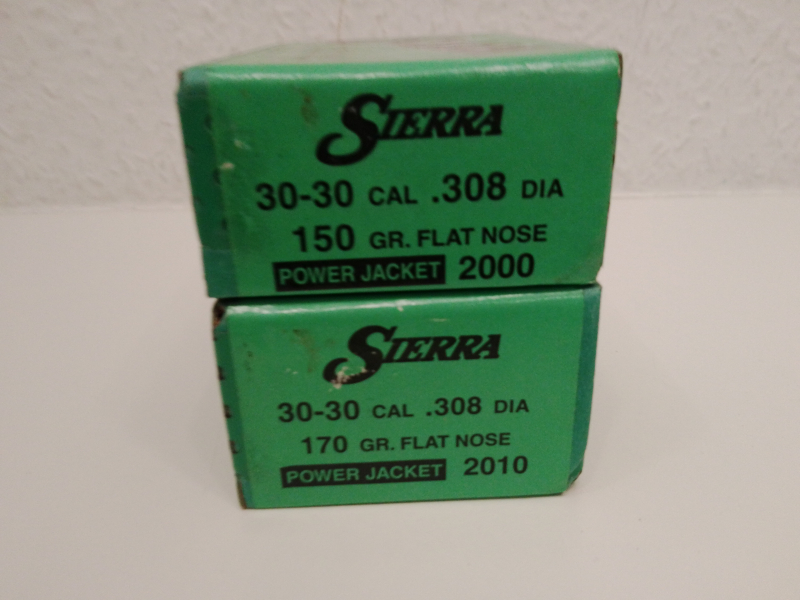 SIERRA
30-30 CAL .308 DIA
150 GR. FLAT NOSE
POWER JACKET 2000
SIERRA
30-30 CAL .308 DIA
170 GR. FLAT NOSE
POWER JACKET 2010